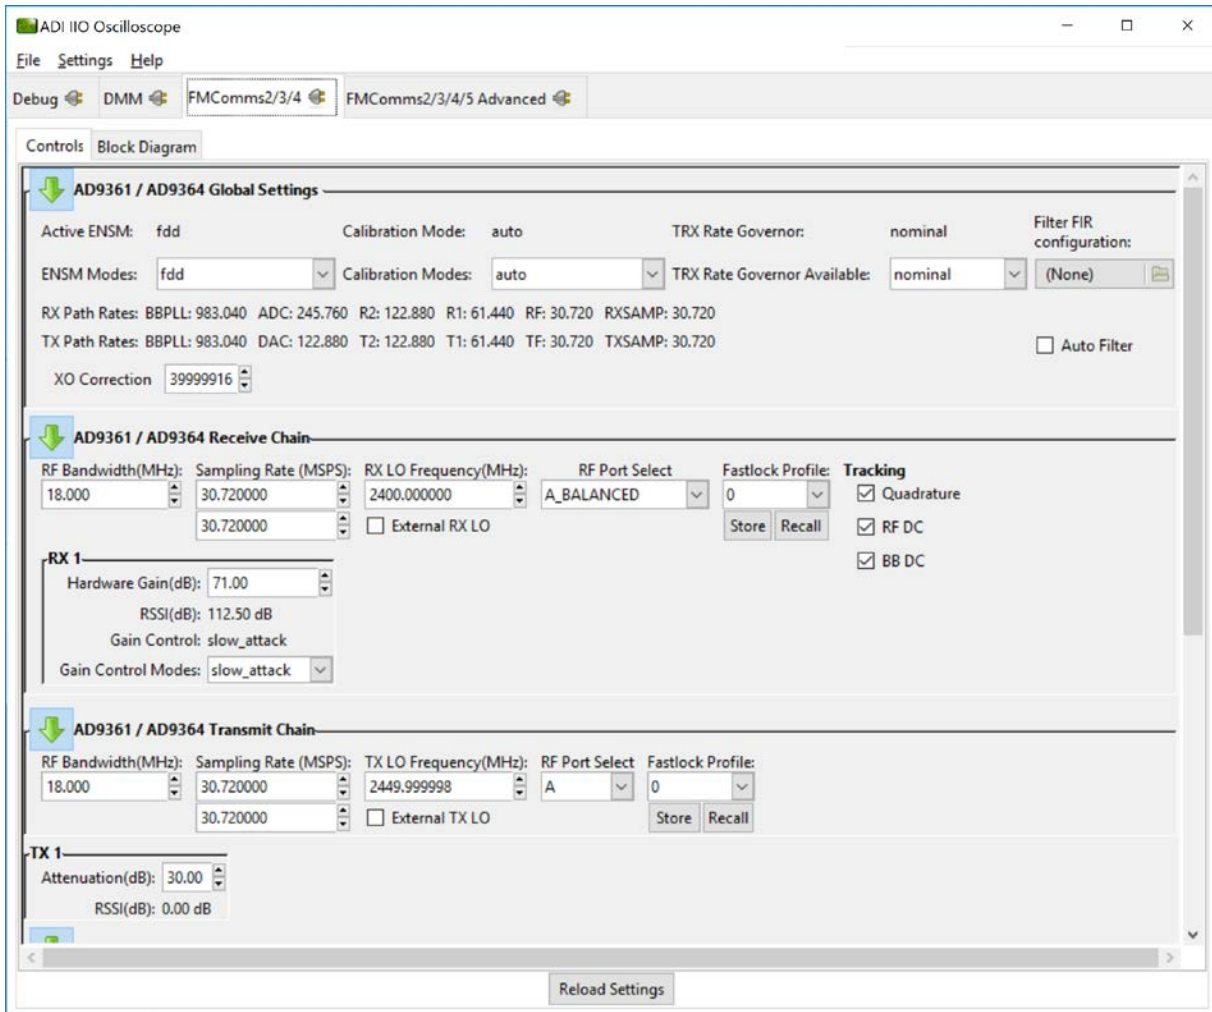 ADI IIO Oscilloscope
File Settings Help
Debug DMM FMComms2/3/4 FMComms2/3/4/5 Advanced
Controls Block Diagram
AD9361 / AD9364 Global Settings
Active ENSM: fdd Calibration Mode: auto TRX Rate Governor: nominal Filter FIR
configuration:
ENSM Modes: fdd Calibration Modes: auto TRX Rate Governor Available: nominal (None)
RX Path Rates: BBPLL: 983.040 ADC: 245.760 R2: 122.880 R1: 61.440 RF: 30.720 RXSAMP: 30.720
TX Path Rates: BBPLL: 983.040 DAC: 122.880 T2: 122.880 T1: 61.440 TF: 30.720 TXSAMP: 30.720
Auto Filter
XO Correction 39999916
AD9361 / AD9364 Receive Chain
RF Bandwidth(MHz): Sampling Rate (MSPS): RX LO Frequency(MHz): RF Port Select Fastlock Profile: Tracking
18.000 30.720000 2400.000000 A_BALANCED 0 Quadrature
30.720000 External RX LO Store Recall RF DC
BB DC
RX 1
Hardware Gain(dB): 71.00
RSSI(dB): 112.50 dB
Gain Control: slow_attack
Gain Control Modes: slow_attack
AD9361 / AD9364 Transmit Chain
RF Bandwidth(MHz): Sampling Rate (MSPS): TX LO Frequency(MHz): RF Port Select Fastlock Profile:
18.000 30.720000 2449.999998 A 0
30.720000 External TX LO Store Recall
TX 1
Attenuation(dB): 30.00
RSSI(dB): 0.00 dB
Reload Settings